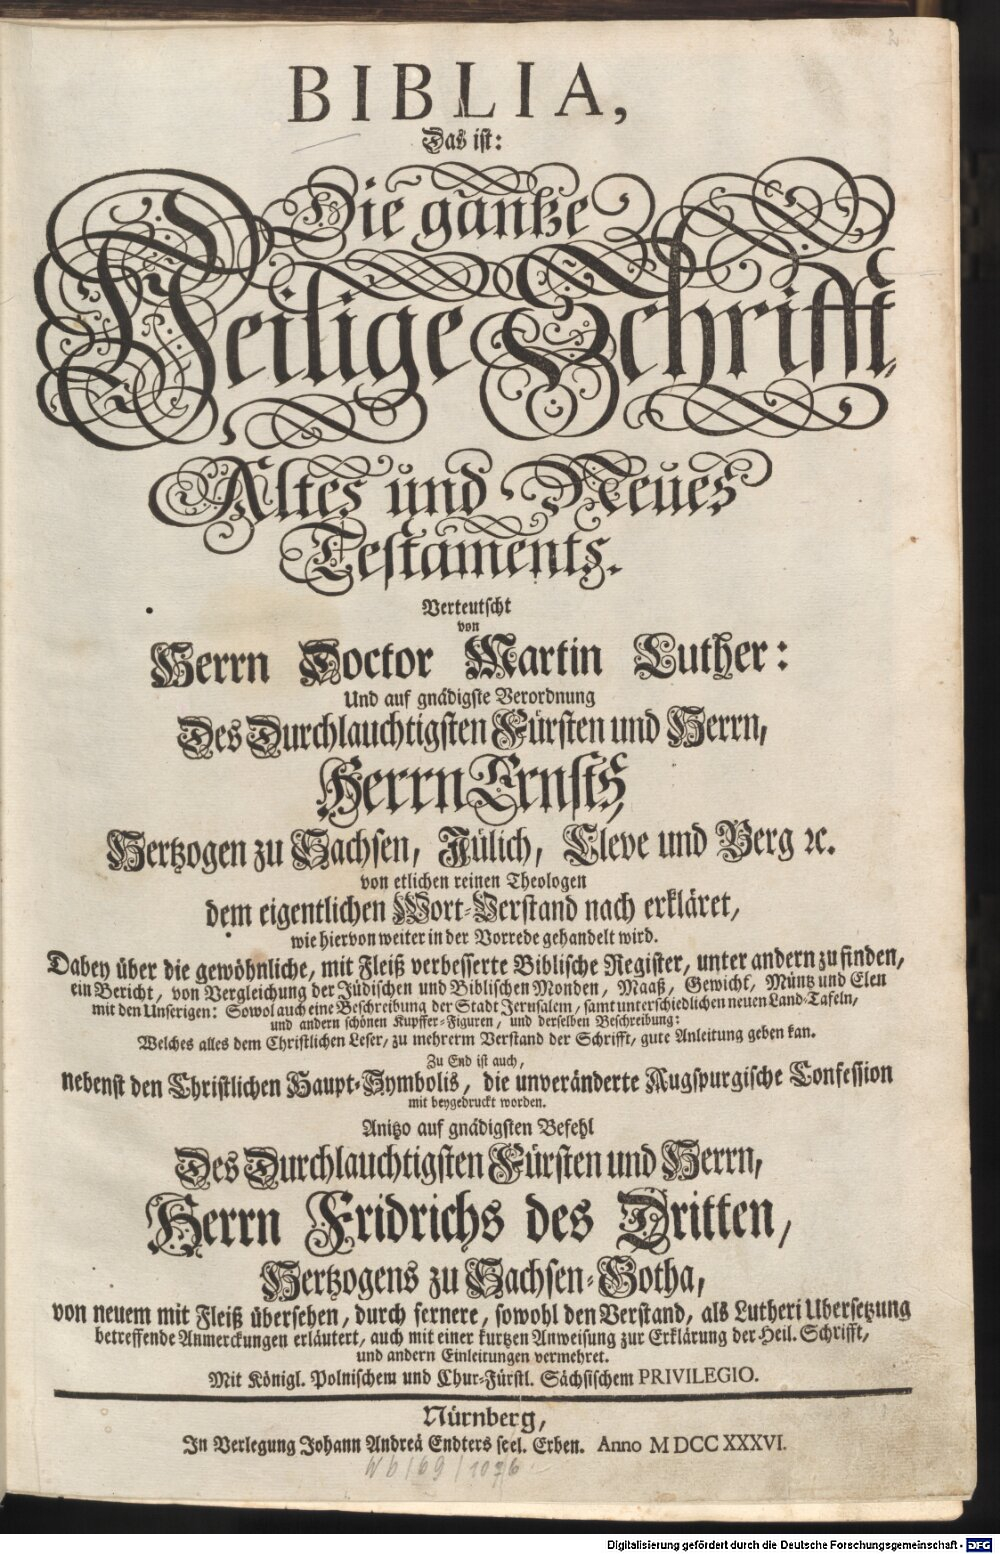 BIBLIA,
Das ist:
Die gantze
Heilige Schrifft
Altes und Neues
Testaments.
Verteutscht
von
Herrn Doctor Martin Luther:
Und auf gnädigste Verordnung
Des Durchlauchtigsten Fürsten und Herrn,
Herrn Ernsts,
Hertzogen zu Sachsen, Jülich, Cleve und Berg ꝛc.
von etlichen reinen Theologen
dem eigentlichen Wort-Verstand nach erkläret,
wie hiervon weiter in der Vorrede gehandelt wird.
Dabey über die gewöhnliche, mit Fleiß verbesserte Biblische Register, unter andern zu finden,
ein Bericht, von Vergleichung der Jüdischen und Biblischen Monden, Maaß, Gewicht, Müntz und Elen
mit den Unserigen: Sowol auch eine Beschreibung der Stadt Jerusalem, samt unterschiedlichen neuen Land-Tafeln,
und andern schönen Kupffer-Figuren, und derselben Beschreibung:
Welches alles dem Christlichen Leser, zu mehrerm Verstand der Schrifft, gute Anleitung geben kan.
Zu End ist auch,
nebenst den Christlichen Haupt-Symbolis, die unveränderte Augspurgische Confession
mit beygedruckt worden.
Anitzo auf gnädigsten Befehl
Des Durchlauchtigsten Fürsten und Herrn,
Herrn Fridrichs des Dritten,
Hertzogens zu Sachsen-Gotha,
von neuem mit Fleiß übersehen, durch fernere, sowohl den Verstand, als Lutheri Ubersetzung
betreffende Anmerckungen erläutert, auch mit einer kurtzen Anweisung zur Erklärung der Heil. Schrifft,
und andern Einleitungen vermehret.
Mit Königl. Polnischem und Chur-Fürstl. Sächsischem PRIVILEGIO.
Nürnberg,
In Verlegung Johann Andreä Endters seel. Erben. Anno M DCC XXXVI.
Wb/69/1076
Digitalisierung gefördert durch die Deutsche Forschungsgemeinschaft - DFG